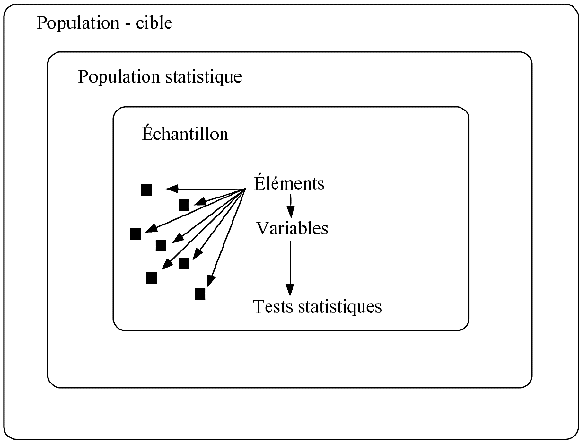 Population - cible
Population statistique
Échantillon
Éléments
Variables
Tests statistiques